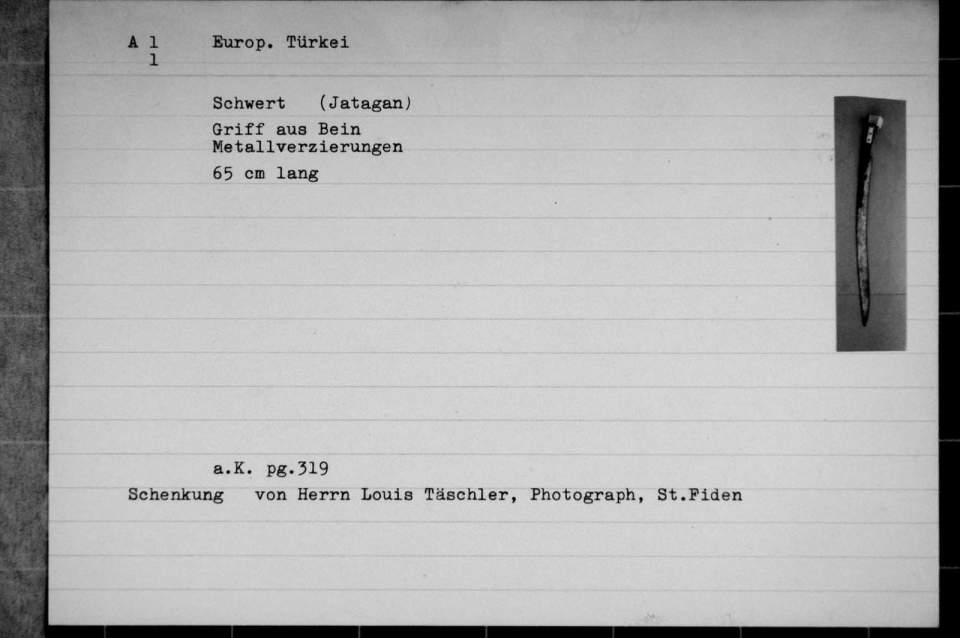 A 1 Europ. Türkei
1
Schwert (Jatagan)
Griff aus Bein
Metallverzierungen
65 cm lang
a.K. pg.319
Schenkung von Herrn Louis Täschler, Photograph, St.Fiden